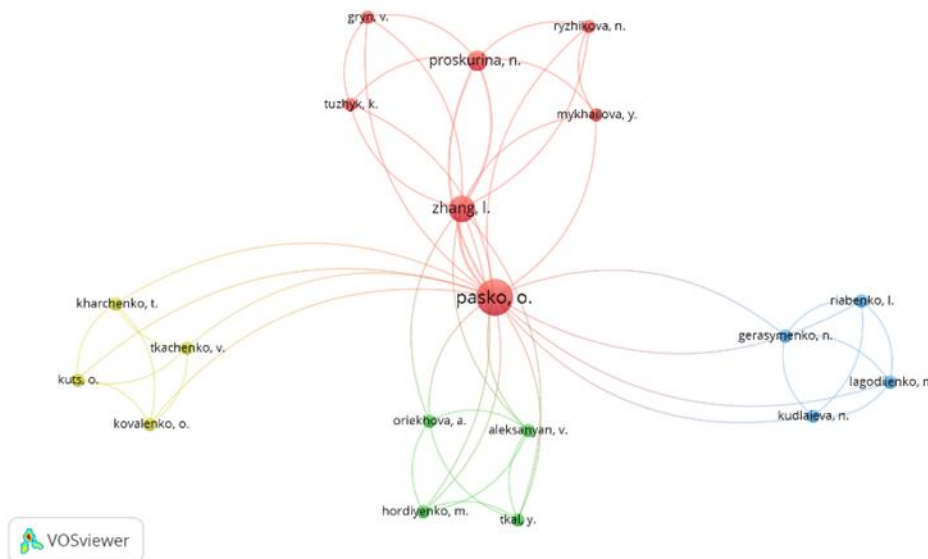 gryn, v.
ryzhikova, n.
proskurina, n.
tuzhyk, k.
mykhailova, y.
zhang, l.
pasko, o.
kharchenko, t.
riabenko, l.
gerasymenko, n.
tkachenko, v.
kuts, o.
lagodiienko, n
kudlaieva, n.
kovalenko, o.
oriekhova, a.
aleksanyan, v.
hordiyenko, m.
tkal, y.
VOSviewer